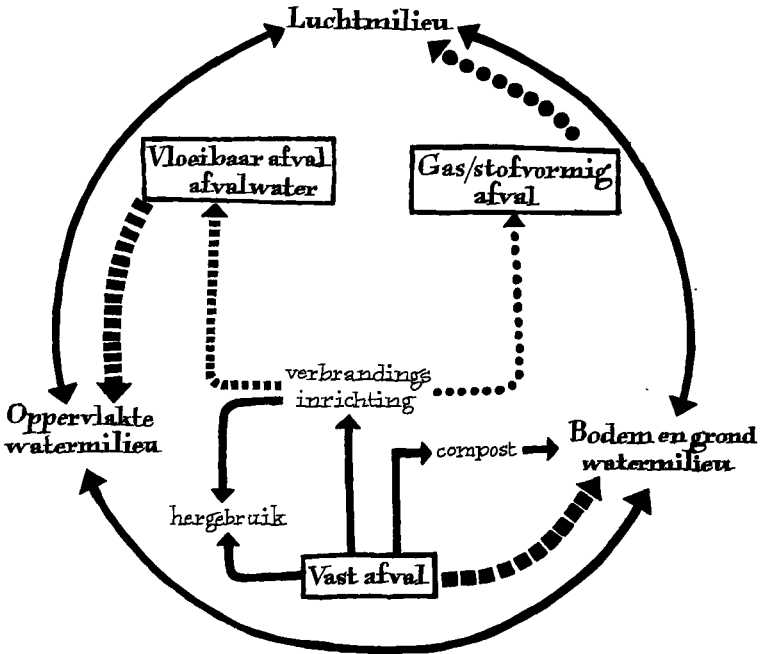 Luchtmilieu
Vloeibaar afval
afvalwater
Gas/stofvormig
afval
verbrandings
inrichting
Oppervlakte
watermilieu
compost
Bodem en grond
watermilieu
hergebruik
Vast afval